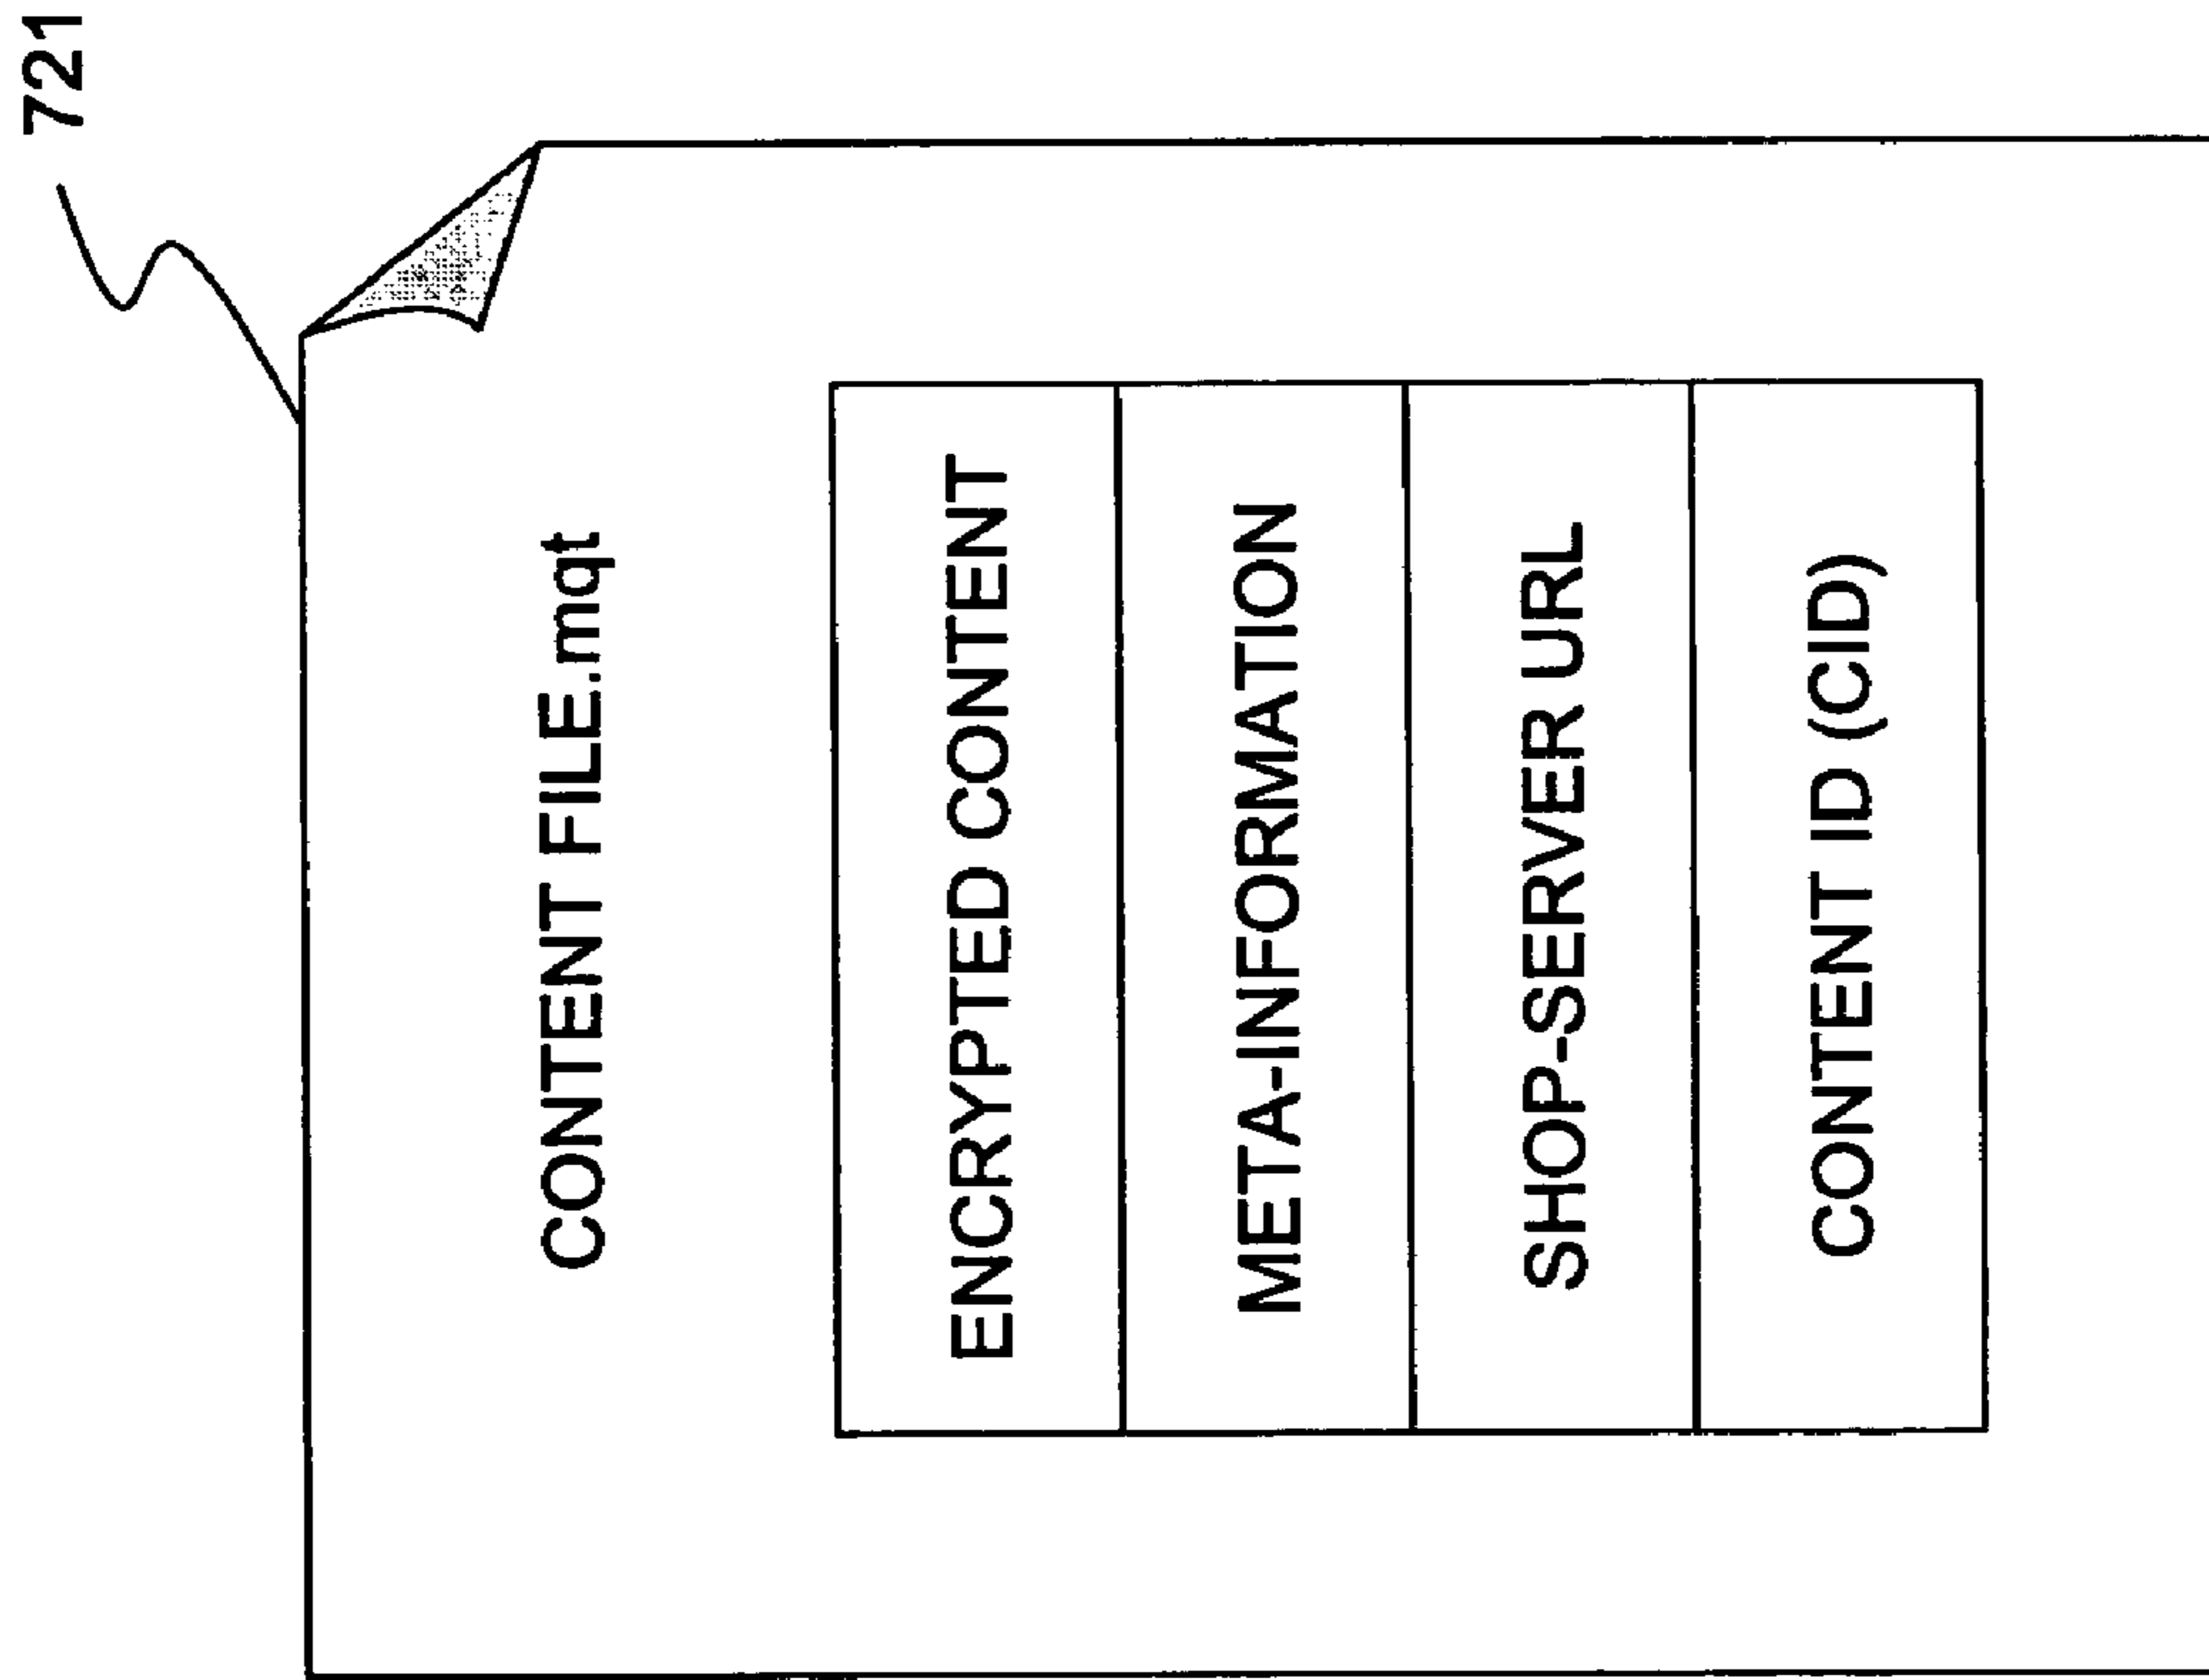 721
CONTENT FILE.mqt
ENCRYPTED CONTENT
META-INFORMATION
SHOP-SERVER URL
CONTENT ID (CID)